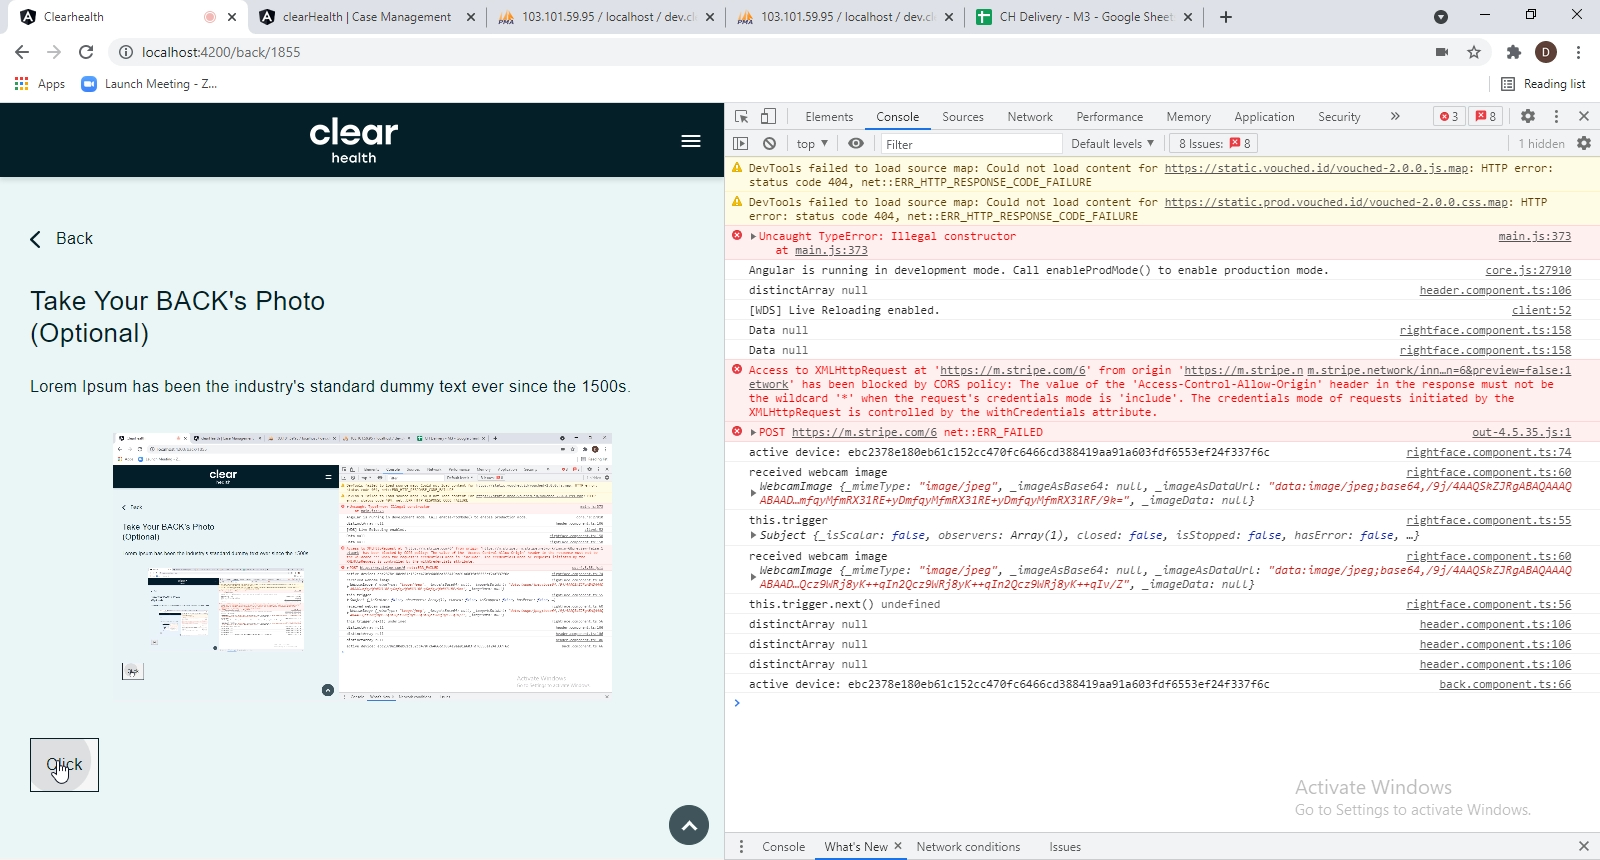 Clearhealth
clearHealth | Case Management
103.101.59.95 / localhost / dev.cl
103.101.59.95 / localhost / dev.cl
CH Delivery - M3 - Google Sheet
localhost:4200/back/1855
D
Apps
Launch Meeting - Z...
Reading list
clear
health
Back
Take Your BACK's Photo
(Optional)
Lorem Ipsum has been the industry's standard dummy text ever since the 1500s.
Click
Elements Console Sources Network Performance Memory Application Security » 3 8
top ▼ Filter Default levels ▼ 8 Issues: 8 1 hidden
DevTools failed to load source map: Could not load content for https://static.vouched.id/vouched-2.0.0.js.map: HTTP error:
status code 404, net::ERR_HTTP_RESPONSE_CODE_FAILURE
DevTools failed to load source map: Could not load content for https://static.prod.vouched.id/vouched-2.0.0.css.map: HTTP
error: status code 404, net::ERR_HTTP_RESPONSE_CODE_FAILURE
Uncaught TypeError: Illegal constructor main.js:373
at main.js:373
Angular is running in development mode. Call enableProdMode() to enable production mode. core.js:27910
distinctArray null header.component.ts:106
[WDS] Live Reloading enabled. client:52
Data null rightface.component.ts:158
Data null rightface.component.ts:158
Access to XMLHttpRequest at 'https://m.stripe.com/6' from origin 'https://m.stripe.n m.stripe.network/inn…n=6&preview=false:1
etwork' has been blocked by CORS policy: The value of the 'Access-Control-Allow-Origin' header in the response must not be
the wildcard '*' when the request's credentials mode is 'include'. The credentials mode of requests initiated by the
XMLHttpRequest is controlled by the withCredentials attribute.
POST https://m.stripe.com/6 net::ERR_FAILED out-4.5.35.js:1
active device: ebc2378e180eb61c152cc470fc6466cd388419aa91a603fdf6553ef24f337f6c rightface.component.ts:74
received webcam image rightface.component.ts:60
WebcamImage {_mimeType: "image/jpeg", _imageAsBase64: null, _imageAsDataUrl: "data:image/jpeg;base64,/9j/4AAQSkZJRgABAQAAAQ
ABAAD…mfqyMfmRX31RE+yDmfqyMfmRX31RE+yDmfqyMfmRX31RF/9k=", _imageData: null}
this.trigger rightface.component.ts:55
Subject {_isScalar: false, observers: Array(1), closed: false, isStopped: false, hasError: false, …}
received webcam image rightface.component.ts:60
WebcamImage {_mimeType: "image/jpeg", _imageAsBase64: null, _imageAsDataUrl: "data:image/jpeg;base64,/9j/4AAQSkZJRgABAQAAAQ
ABAAD…Qcz9WRj8yK++qIn2Qcz9WRj8yK++qIn2Qcz9WRj8yK++qIv/Z", _imageData: null}
this.trigger.next() undefined rightface.component.ts:56
distinctArray null header.component.ts:106
distinctArray null header.component.ts:106
distinctArray null header.component.ts:106
active device: ebc2378e180eb61c152cc470fc6466cd388419aa91a603fdf6553ef24f337f6c back.component.ts:66
Activate Windows
Go to Settings to activate Windows.
Console What's New Network conditions Issues